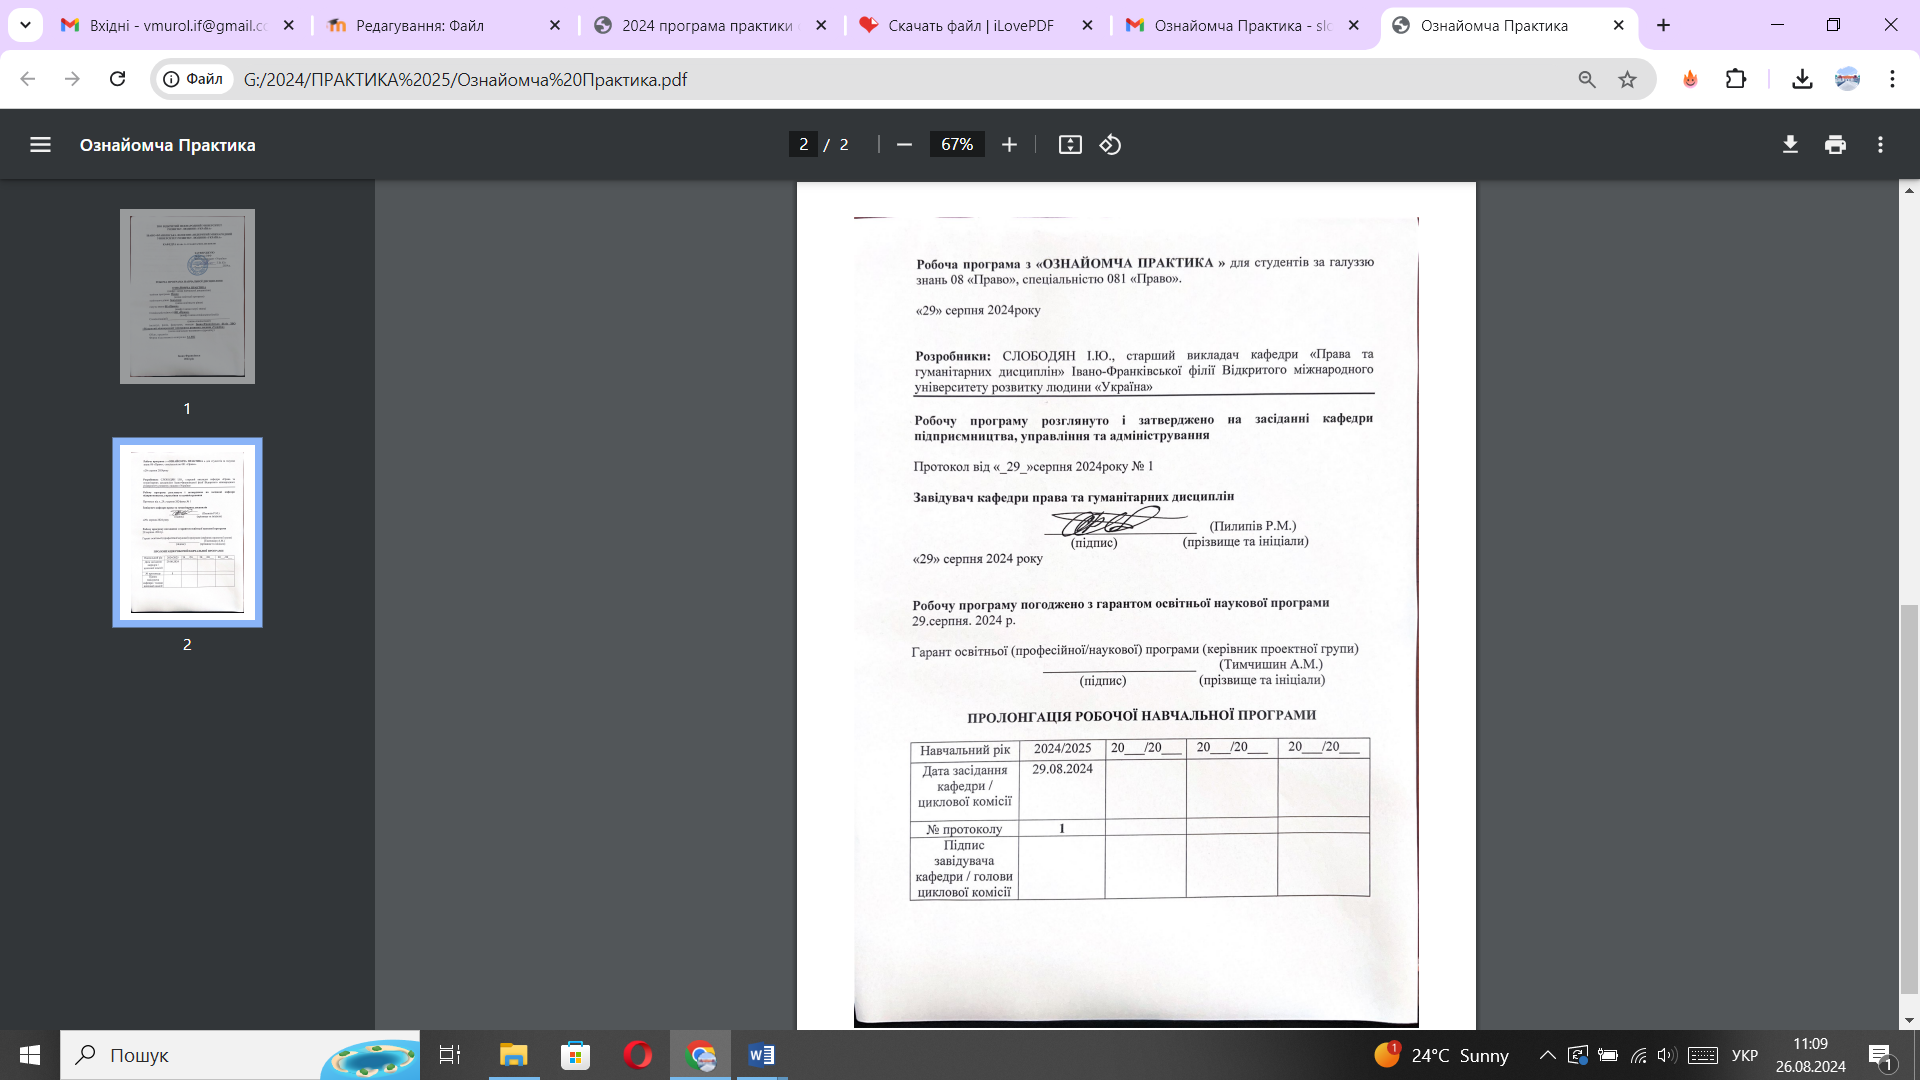 Вхідні - vmurol.if@gmail.co
Редагування: Файл
2024 програма практики
Скачать файл | iLovePDF
Ознайомча Практика - slo
Ознайомча Практика
Файл
G:/2024/ПРАКТИКА%2025/Ознайомча%20Практика.pdf
Ознайомча Практика
2 / 2
67%
1
2
Робоча програма з «ОЗНАЙОМЧА ПРАКТИКА » для студентів за галуззю
знань 08 «Право», спеціальністю 081 «Право».
«29» серпня 2024року
Розробники: СЛОБОДЯН І.Ю., старший викладач кафедри «Права та
гуманітарних дисциплін» Івано-Франківської філії Відкритого міжнародного
університету розвитку людини «Україна»
Робочу програму розглянуто і затверджено на засіданні кафедри
підприємництва, управління та адміністрування
Протокол від «_29_»серпня 2024року № 1
Завідувач кафедри права та гуманітарних дисциплін
(Пилипів Р.М.)
(підпис) (прізвище та ініціали)
«29» серпня 2024 року
Робочу програму погоджено з гарантом освітньої наукової програми
29.серпня. 2024 р.
Гарант освітньої (професійної/наукової) програми (керівник проектної групи)
(Тимчишин А.М.)
(підпис) (прізвище та ініціали)
ПРОЛОНГАЦІЯ РОБОЧОЇ НАВЧАЛЬНОЇ ПРОГРАМИ
Навчальний рік 2024/2025 20___/20___ 20___/20___ 20___/20___
Дата засідання 29.08.2024
кафедри /
циклової комісії
№ протоколу 1
Підпис
завідувача
кафедри / голови
циклової комісії
Пошук
1
24°C Sunny
УКР
11:09
26.08.2024
1